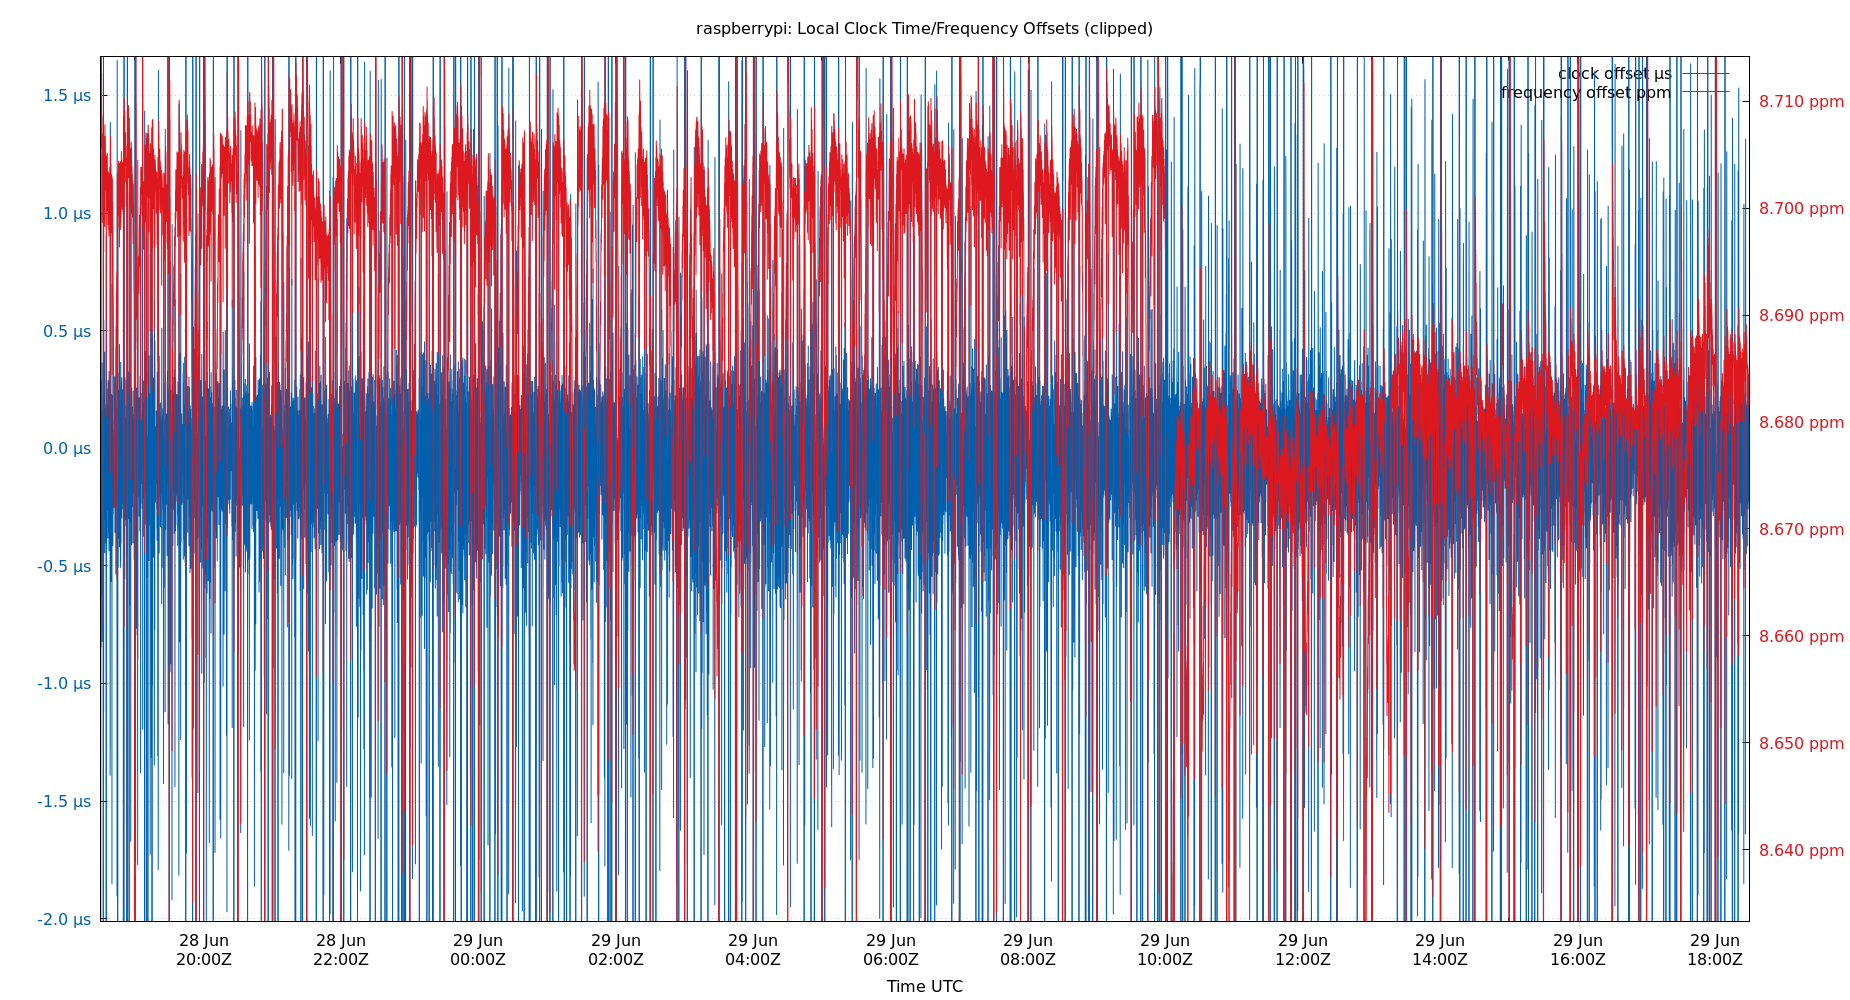 raspberrypi: Local Clock Time/Frequency Offsets (clipped)
clock offset µs
frequency offset ppm
1.5 µs
1.0 µs
0.5 µs
0.0 µs
-0.5 µs
-1.0 µs
-1.5 µs
-2.0 µs
8.710 ppm
8.700 ppm
8.690 ppm
8.680 ppm
8.670 ppm
8.660 ppm
8.650 ppm
8.640 ppm
28 Jun 28 Jun 29 Jun 29 Jun 29 Jun 29 Jun 29 Jun 29 Jun 29 Jun 29 Jun 29 Jun 29 Jun
20:00Z 22:00Z 00:00Z 02:00Z 04:00Z 06:00Z 08:00Z 10:00Z 12:00Z 14:00Z 16:00Z 18:00Z
Time UTC